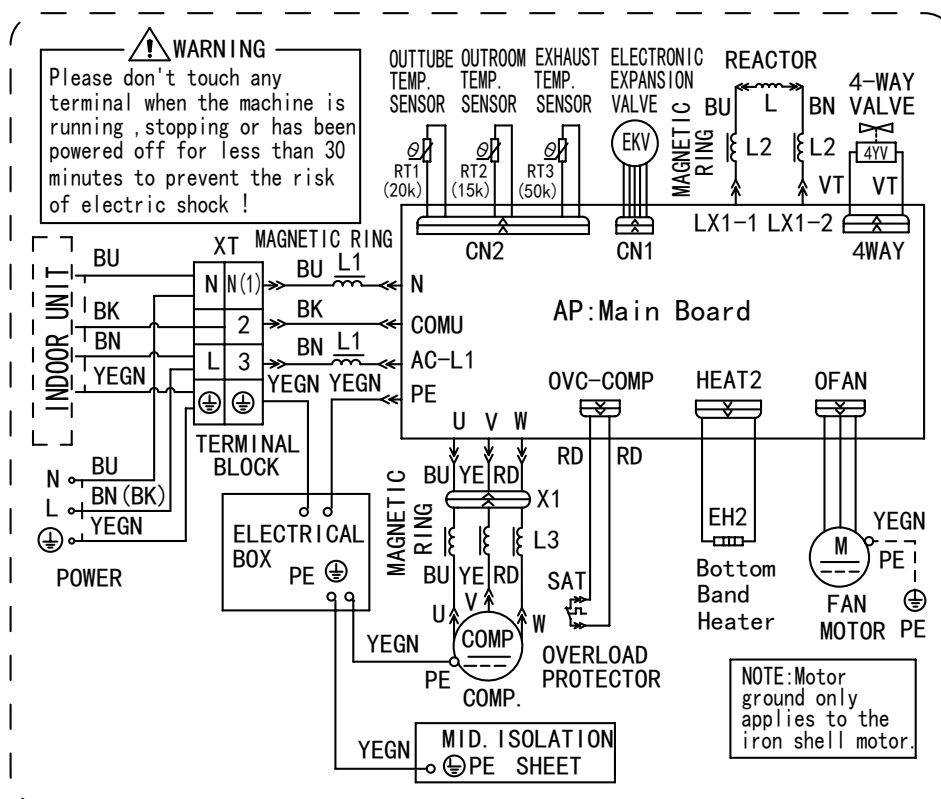 WARNING
Please don't touch any
terminal when the machine is
running , stopping or has been
powered off for less than 30
minutes to prevent the risk
of electric shock !
OUTTUBE
TEMP.
SENSOR
OUTROOM
TEMP.
SENSOR
EXHAUST
TEMP.
SENSOR
ELECTRONIC
EXPANSION
VALVE
REACTOR
4-WAY
VALVE
BU
L
BN
RT1
(20k)
RT2
(15k)
RT3
(50k)
EKV
MAGNETIC
RING
L2
L2
4YV
VT
VT
CN2
CN1
LX1-1
LX1-2
4WAY
INDOOR UNIT
BU
BK
BN
YEGN
XT
N
N(1)
2
L
3
TERMINAL
BLOCK
MAGNETIC RING
BU
L1
N
BK
COMU
BN
L1
AC-L1
YEGN
YEGN
PE
AP:Main Board
OVC-COMP
HEAT2
OFAN
U
V
W
N
BU
L
BN(BK)
YEGN
POWER
ELECTRICAL
BOX
PE
MAGNETIC
RING
BU
YE
RD
X1
L3
BU
YE
RD
U
V
W
COMP
PE
COMP.
YEGN
RD
RD
SAT
OVERLOAD
PROTECTOR
EH2
Bottom
Band
Heater
M
YEGN
PE
FAN
MOTOR
PE
YEGN
MID. ISOLATION
PE SHEET
NOTE:Motor
ground only
applies to the
iron shell motor.